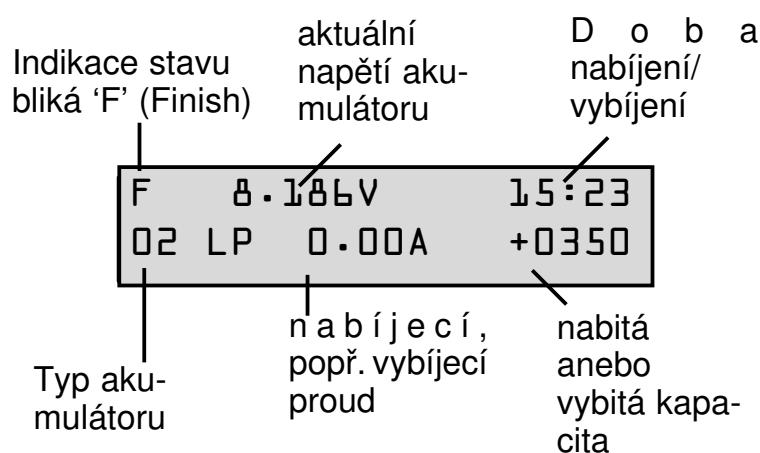 Indikace stavu
bliká ‘F’ (Finish)
aktuální
napětí aku-
mulátoru
D o b a
nabíjení/
vybíjení
F 8.186V 15:23
02 LP 0.00A +0350
Typ aku-
mulátoru
nabíjecí,
popř. vybíjecí
proud
nabitá
anebo
vybitá kapa-
cita